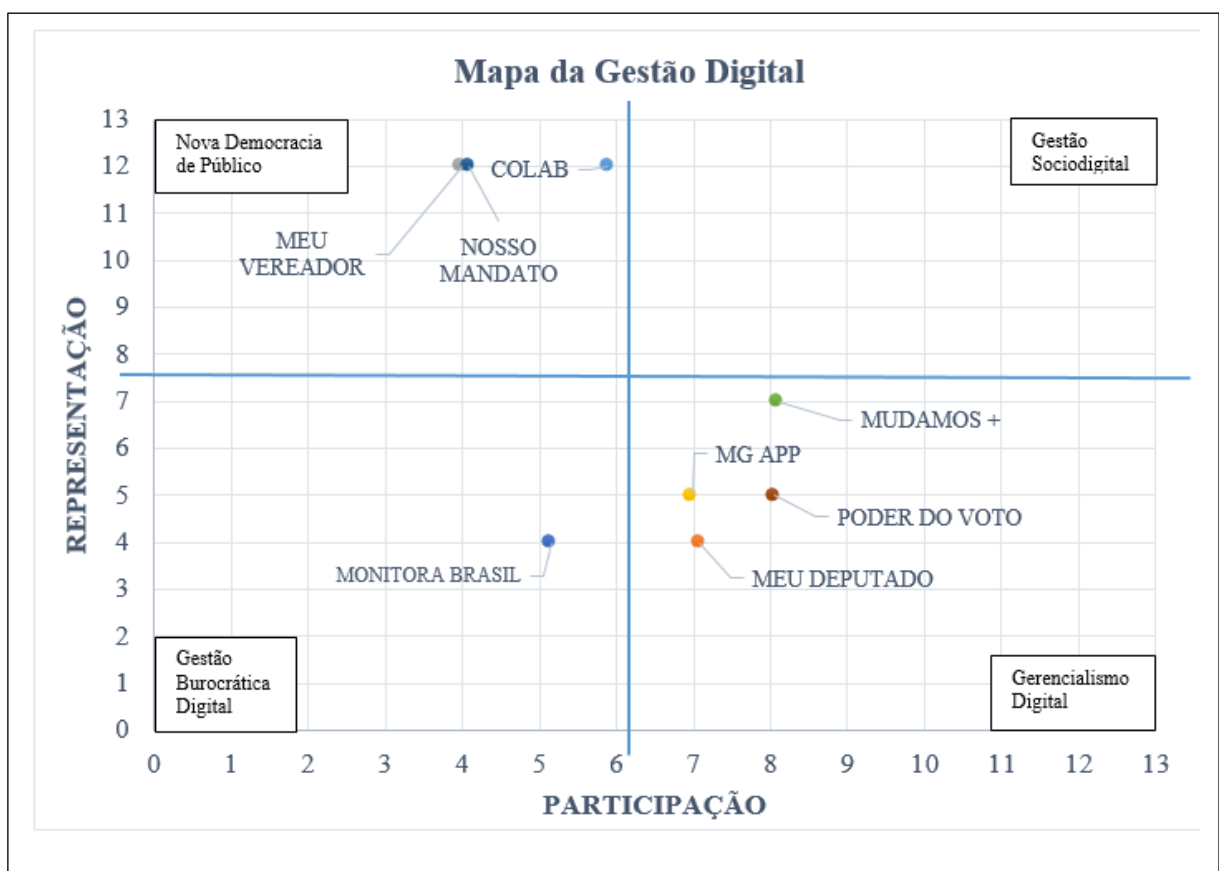 Mapa da Gestão Digital
13
12
11
10
9
8
7
6
5
4
3
2
1
0
REPRESENTAÇÃO
Nova Democracia
de Público
Gestão
Sociodigital
COLAB
MEU
VEREADOR
NOSSO
MANDATO
MUDAMOS +
MG APP
PODER DO VOTO
MONITORA BRASIL
MEU DEPUTADO
Gestão
Burocrática
Digital
Gerencialismo
Digital
0 1 2 3 4 5 6 7 8 9 10 11 12 13
PARTICIPAÇÃO